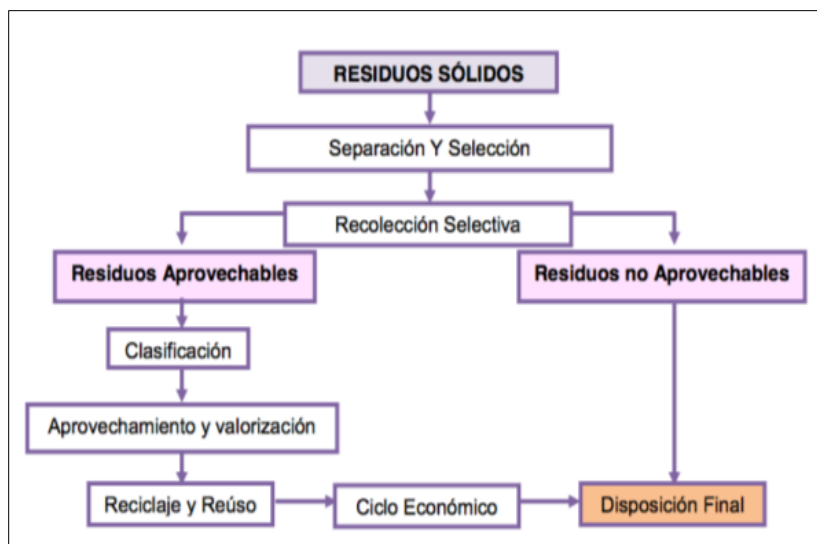 RESIDUOS SÓLIDOS
Separación Y Selección
Recolección Selectiva
Residuos Aprovechables
Residuos no Aprovechables
Clasificación
Aprovechamiento y valorización
Reciclaje y Reúso
Ciclo Económico
Disposición Final